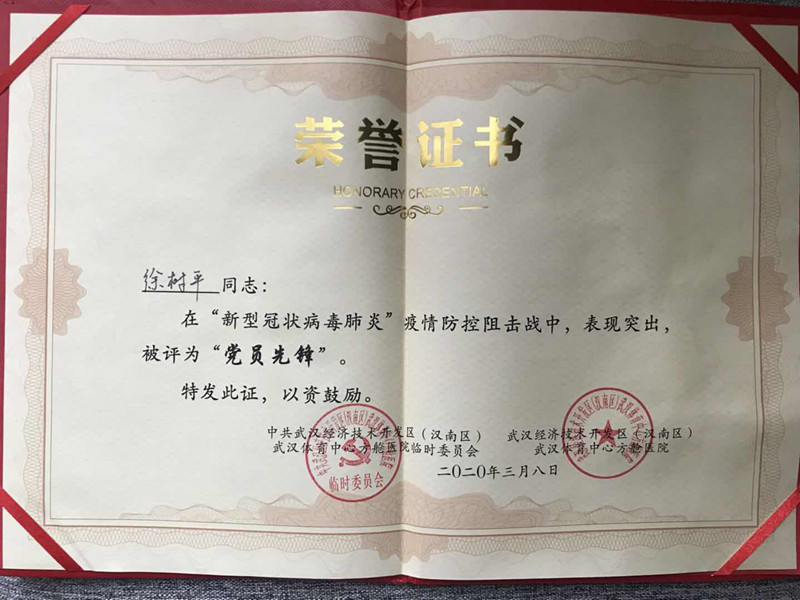 荣誉证书
HONORARY CREDENTIAL
徐树平 同志：
在“新型冠状病毒肺炎”疫情防控阻击战中，表现突出，
被评为“党员先锋”。
特发此证，以资鼓励。
中共武汉经济技术开发区（汉南区）
武汉体育中心方舱医院临时委员会
武汉经济技术开发区（汉南区）
武汉体育中心方舱医院
临时委员会
二〇二〇年三月八日